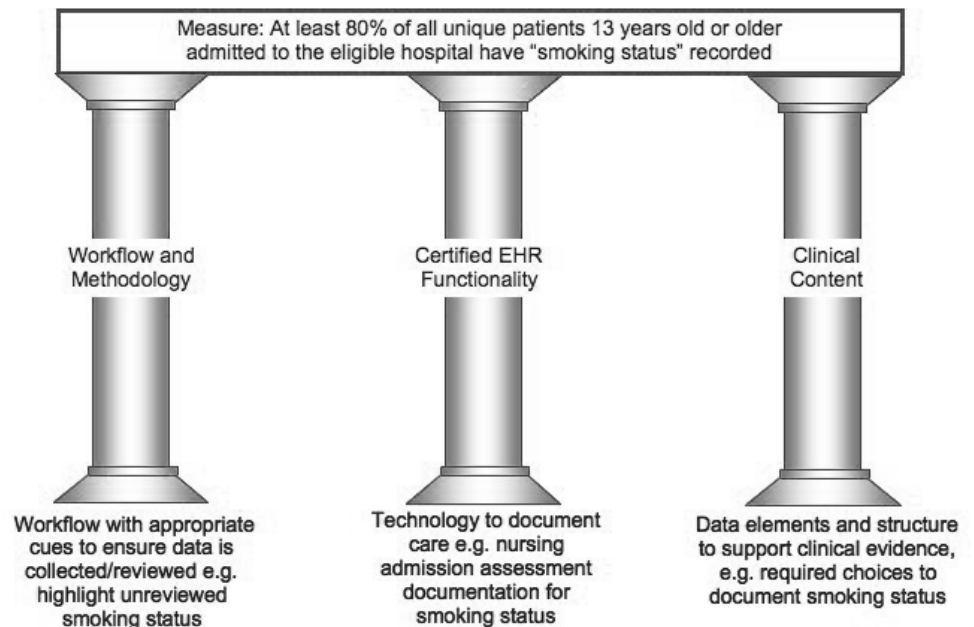 Measure: At least 80% of all unique patients 13 years old or older
admitted to the eligible hospital have “smoking status” recorded
Workflow and
Methodology
Certified EHR
Functionality
Clinical
Content
Workflow with appropriate
cues to ensure data is
collected/reviewed e.g.
highlight unreviewed
smoking status
Technology to document
care e.g. nursing
admission assessment
documentation for
smoking status
Data elements and structure
to support clinical evidence,
e.g. required choices to
document smoking status